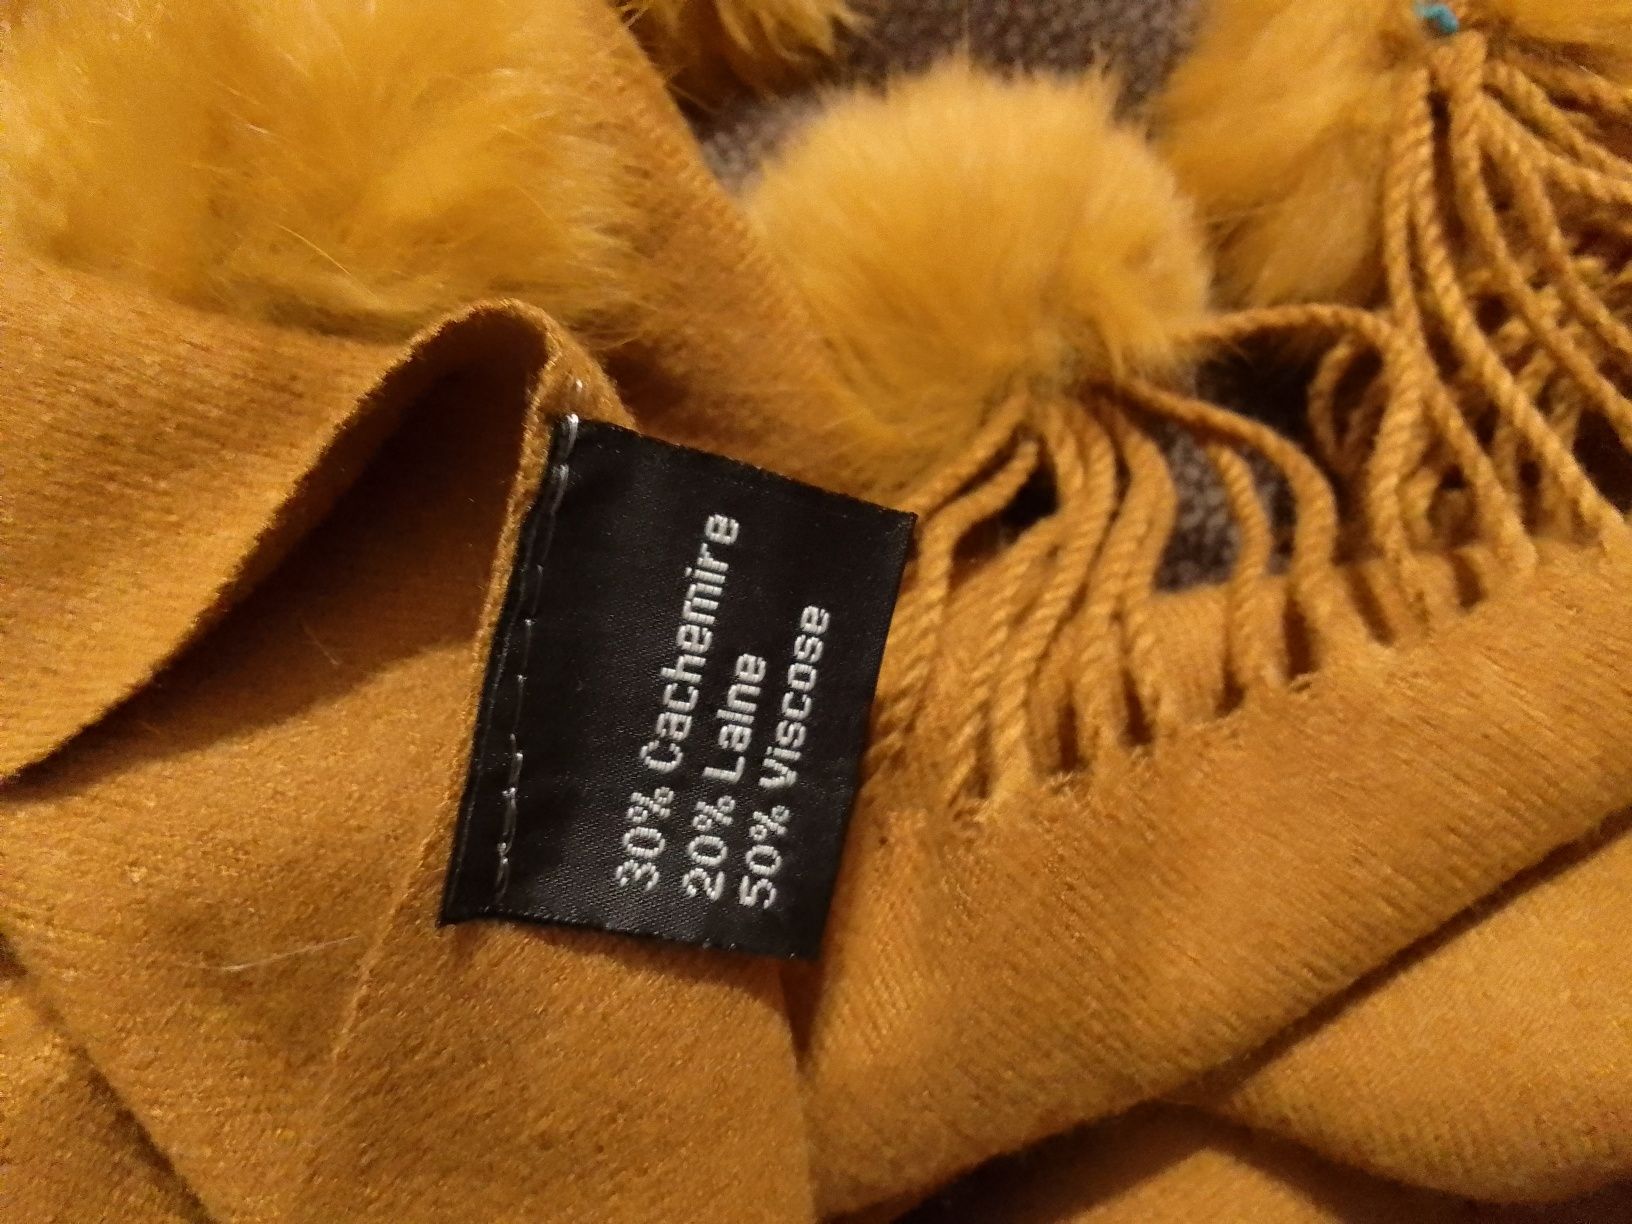 30% Cachemire
20% Laine
50% Viscose